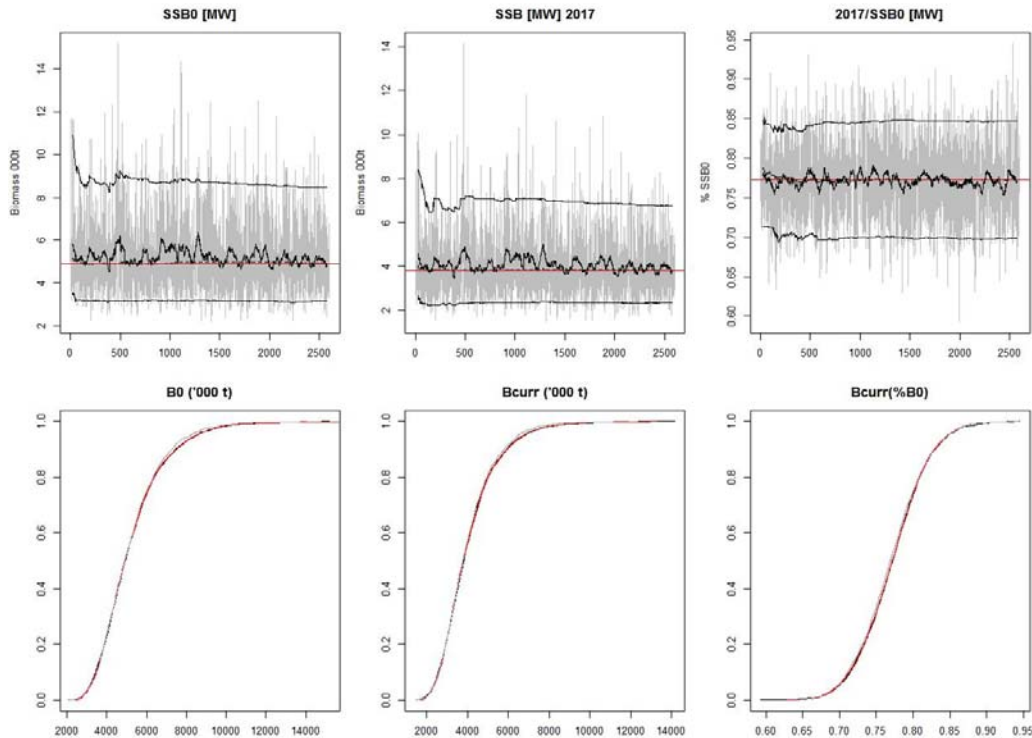 SSB0 [MW]
SSB [MW] 2017
2017/SSB0 [MW]
Biomass 000t
2 4 6 8 10 12 14
0 500 1000 1500 2000 2500
Biomass 000t
2 4 6 8 10 12 14
0 500 1000 1500 2000 2500
% SSB0
0.60 0.65 0.70 0.75 0.80 0.85 0.90 0.95
0 500 1000 1500 2000 2500
B0 ('000 t)
Bcurr ('000 t)
Bcurr(%B0)
0.0 0.2 0.4 0.6 0.8 1.0
2000 4000 6000 8000 10000 12000 14000
0.0 0.2 0.4 0.6 0.8 1.0
2000 4000 6000 8000 10000 12000 14000
0.0 0.2 0.4 0.6 0.8 1.0
0.60 0.65 0.70 0.75 0.80 0.85 0.90